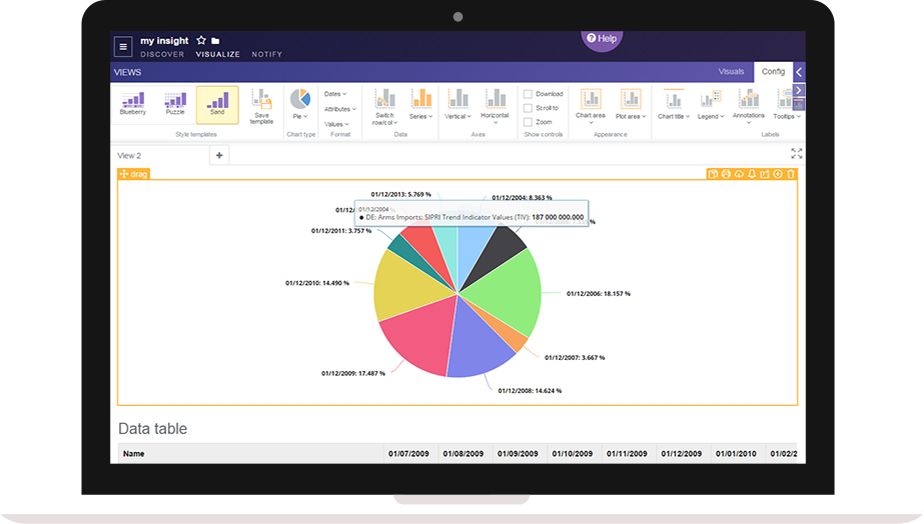 my insight
Help
DISCOVER VISUALIZE NOTIFY
VIEWS
Visuals
Config
Blueberry
Puzzle
Sand
Save template
Pie
Dates
Attributes
Values
Switch row/col
Series
Vertical
Horizontal
Download
Scroll to
Zoom
Chart area
Plot area
Chart title
Legend
Annotations
Tooltips
Style templates
Chart type
Format
Data
Axes
Show controls
Appearance
Labels
View 2
+
drag
01/12/2013: 5.769 %
01/12/2004: 8.363 %
01/12/2004
DE: Arms Imports: SIPRI Trend Indicator Values (TIV): 187 000 000.000
01/12/2011: 3.757 %
01/12/2010: 14.490 %
01/12/2006: 18.157 %
01/12/2007: 3.667 %
01/12/2009: 17.487 %
01/12/2008: 14.624 %
Data table
Name 01/07/2009 01/08/2009 01/09/2009 01/10/2009 01/11/2009 01/12/2009 01/01/2010 01/02/2